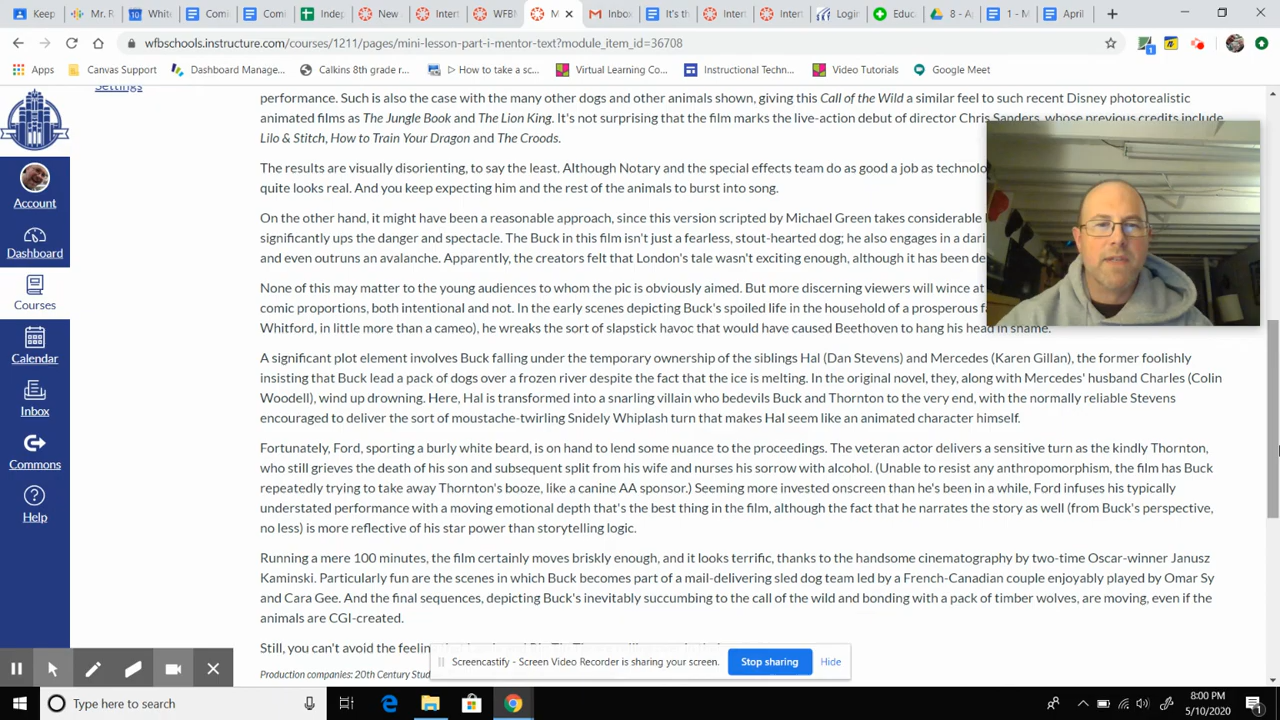 Keep
Mr. R
White
Comi
Comi
Indep
New
Intert
WFBM
M
Inbox
It's th
Intert
Intert
Login
Educ
8 - A
1 - M
April
wfbschools.instructure.com/courses/1211/pages/mini-lesson-part-i-mentor-text?module_item_id=36708
Apps
Canvas Support
Dashboard Manage...
Calkins 8th grade r...
▷ How to take a sc...
Virtual Learning Co...
Instructional Techn...
Video Tutorials
Google Meet
Settings
Account
Dashboard
Courses
Calendar
Inbox
Commons
Help
performance. Such is also the case with the many other dogs and other animals shown, giving this Call of the Wild a similar feel to such recent Disney photorealistic
animated films as The Jungle Book and The Lion King. It's not surprising that the film marks the live-action debut of director Chris Sanders, whose previous credits include
Lilo & Stitch, How to Train Your Dragon and The Croods.
The results are visually disorienting, to say the least. Although Notary and the special effects team do as good a job as technolo
quite looks real. And you keep expecting him and the rest of the animals to burst into song.
On the other hand, it might have been a reasonable approach, since this version scripted by Michael Green takes considerable
significantly ups the danger and spectacle. The Buck in this film isn't just a fearless, stout-hearted dog; he also engages in a dari
and even outruns an avalanche. Apparently, the creators felt that London's tale wasn't exciting enough, although it has been de
None of this may matter to the young audiences to whom the pic is obviously aimed. But more discerning viewers will wince at
comic proportions, both intentional and not. In the early scenes depicting Buck's spoiled life in the household of a prosperous
Whitford, in little more than a cameo), he wreaks the sort of slapstick havoc that would have caused Beethoven to hang his head in shame.
A significant plot element involves Buck falling under the temporary ownership of the siblings Hal (Dan Stevens) and Mercedes (Karen Gillan), the former foolishly
insisting that Buck lead a pack of dogs over a frozen river despite the fact that the ice is melting. In the original novel, they, along with Mercedes' husband Charles (Colin
Woodell), wind up drowning. Here, Hal is transformed into a snarling villain who bedevils Buck and Thornton to the very end, with the normally reliable Stevens
encouraged to deliver the sort of moustache-twirling Snidely Whiplash turn that makes Hal seem like an animated character himself.
Fortunately, Ford, sporting a burly white beard, is on hand to lend some nuance to the proceedings. The veteran actor delivers a sensitive turn as the kindly Thornton,
who still grieves the death of his son and subsequent split from his wife and nurses his sorrow with alcohol. (Unable to resist any anthropomorphism, the film has Buck
repeatedly trying to take away Thornton's booze, like a canine AA sponsor.) Seeming more invested onscreen than he's been in a while, Ford infuses his typically
understated performance with a moving emotional depth that's the best thing in the film, although the fact that he narrates the story as well (from Buck's perspective,
no less) is more reflective of his star power than storytelling logic.
Running a mere 100 minutes, the film certainly moves briskly enough, and it looks terrific, thanks to the handsome cinematography by two-time Oscar-winner Janusz
Kaminski. Particularly fun are the scenes in which Buck becomes part of a mail-delivering sled dog team led by a French-Canadian couple enjoyably played by Omar Sy
and Cara Gee. And the final sequences, depicting Buck's inevitably succumbing to the call of the wild and bonding with a pack of timber wolves, are moving, even if the
animals are CGI-created.
Still, you can't avoid the feelin
Production companies: 20th Century Stud
Screencastify - Screen Video Recorder is sharing your screen.
Stop sharing
Hide
Type here to search
8:00 PM
5/10/2020